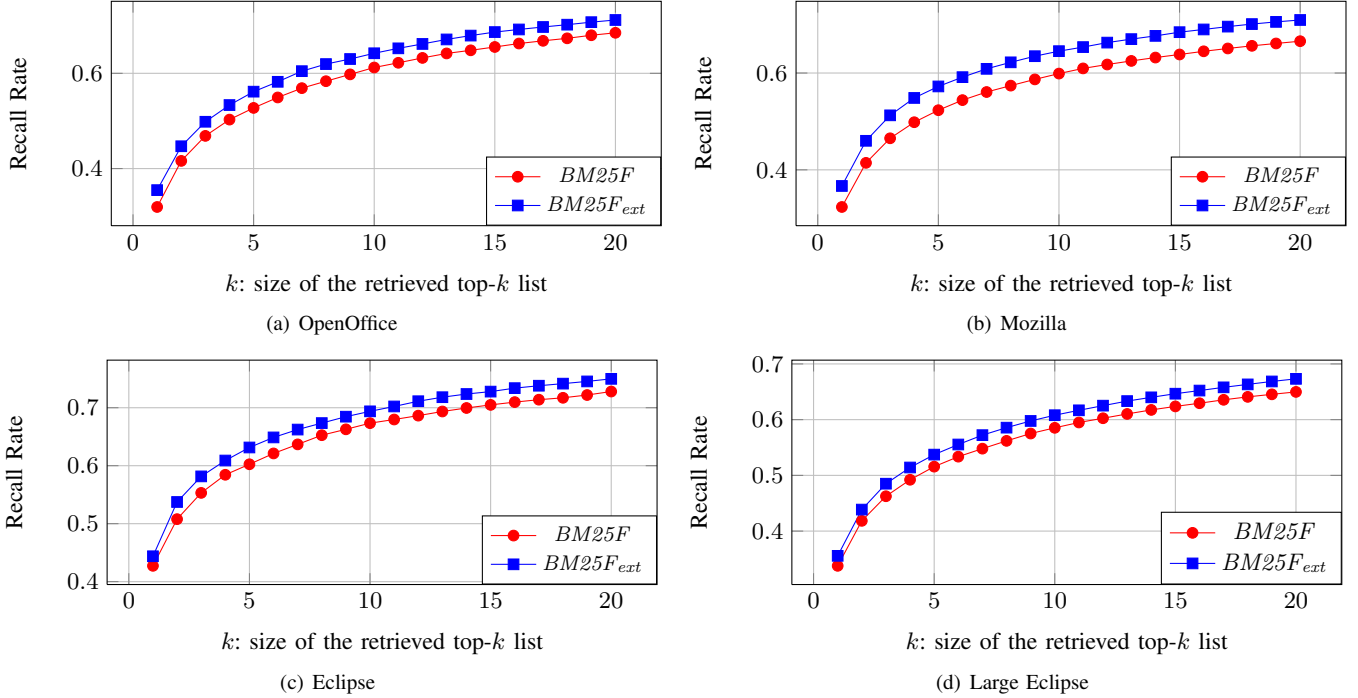 0.6
0.4
Recall Rate
BM25F
BM25F_ext
0 5 10 15 20
k: size of the retrieved top-k list
(a) OpenOffice
0.6
0.4
Recall Rate
BM25F
BM25F_ext
0 5 10 15 20
k: size of the retrieved top-k list
(b) Mozilla
0.7
0.6
0.5
0.4
Recall Rate
BM25F
BM25F_ext
0 5 10 15 20
k: size of the retrieved top-k list
(c) Eclipse
0.7
0.6
0.5
0.4
Recall Rate
BM25F
BM25F_ext
0 5 10 15 20
k: size of the retrieved top-k list
(d) Large Eclipse